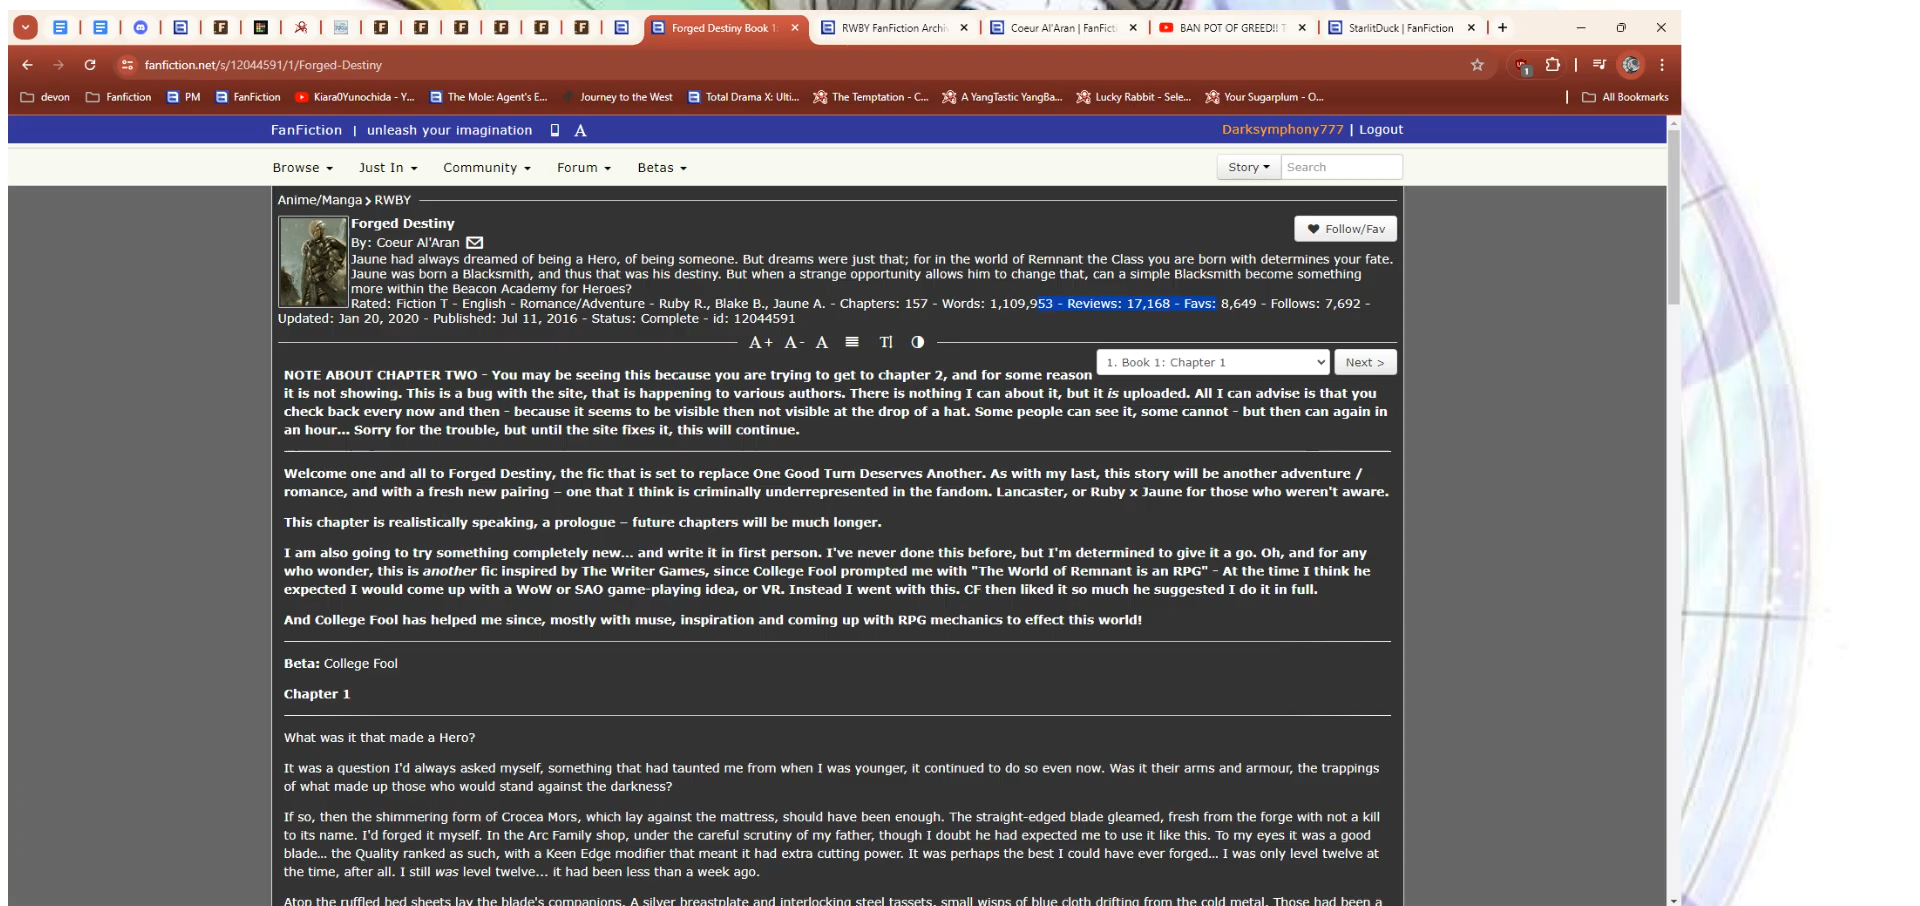 Forged Destiny Book 1:
RWBY FanFiction Archi
Coeur Al'Aran | FanFicti
BAN POT OF GREED!! T
StarlitDuck | FanFiction
fanfiction.net/s/12044591/1/Forged-Destiny
devon
Fanfiction
PM
FanFiction
Kiara0Yunochida - Y...
The Mole: Agent's E...
Journey to the West
Total Drama X: Ulti...
The Temptation - C...
A YangTastic YangBa...
Lucky Rabbit - Sele...
Your Sugarplum - O...
All Bookmarks
FanFiction | unleash your imagination A
Darksymphony777 | Logout
Browse Just In Community Forum Betas
Story Search
Anime/Manga > RWBY
Forged Destiny
Follow/Fav
By: Coeur Al'Aran
Jaune had always dreamed of being a Hero, of being someone. But dreams were just that; for in the world of Remnant the Class you are born with determines your fate.
Jaune was born a Blacksmith, and thus that was his destiny. But when a strange opportunity allows him to change that, can a simple Blacksmith become something
more within the Beacon Academy for Heroes?
Rated: Fiction T - English - Romance/Adventure - Ruby R., Blake B., Jaune A. - Chapters: 157 - Words: 1,109,953 - Reviews: 17,168 - Favs: 8,649 - Follows: 7,692 -
Updated: Jan 20, 2020 - Published: Jul 11, 2016 - Status: Complete - id: 12044591
A+ A- A
1. Book 1: Chapter 1
Next >
NOTE ABOUT CHAPTER TWO - You may be seeing this because you are trying to get to chapter 2, and for some reason
it is not showing. This is a bug with the site, that is happening to various authors. There is nothing I can about it, but it is uploaded. All I can advise is that you
check back every now and then - because it seems to be visible then not visible at the drop of a hat. Some people can see it, some cannot - but then can again in
an hour... Sorry for the trouble, but until the site fixes it, this will continue.
Welcome one and all to Forged Destiny, the fic that is set to replace One Good Turn Deserves Another. As with my last, this story will be another adventure /
romance, and with a fresh new pairing – one that I think is criminally underrepresented in the fandom. Lancaster, or Ruby x Jaune for those who weren't aware.
This chapter is realistically speaking, a prologue – future chapters will be much longer.
I am also going to try something completely new... and write it in first person. I've never done this before, but I'm determined to give it a go. Oh, and for any
who wonder, this is another fic inspired by The Writer Games, since College Fool prompted me with "The World of Remnant is an RPG" - At the time I think he
expected I would come up with a WoW or SAO game-playing idea, or VR. Instead I went with this. CF then liked it so much he suggested I do it in full.
And College Fool has helped me since, mostly with muse, inspiration and coming up with RPG mechanics to effect this world!
Beta: College Fool
Chapter 1
What was it that made a Hero?
It was a question I'd always asked myself, something that had taunted me from when I was younger, it continued to do so even now. Was it their arms and armour, the trappings
of what made up those who would stand against the darkness?
If so, then the shimmering form of Crocea Mors, which lay against the mattress, should have been enough. The straight-edged blade gleamed, fresh from the forge with not a kill
to its name. I'd forged it myself. In the Arc Family shop, under the careful scrutiny of my father, though I doubt he had expected me to use it like this. To my eyes it was a good
blade... the Quality ranked as such, with a Keen Edge modifier that meant it had extra cutting power. It was perhaps the best I could have ever forged... I was only level twelve at
the time, after all. I still was level twelve... it had been less than a week ago.
Atop the ruffled bed sheets lay the blade's companions. A silver breastplate and interlocking steel tassets, small wisps of blue cloth drifting from the cold metal. Those had been a